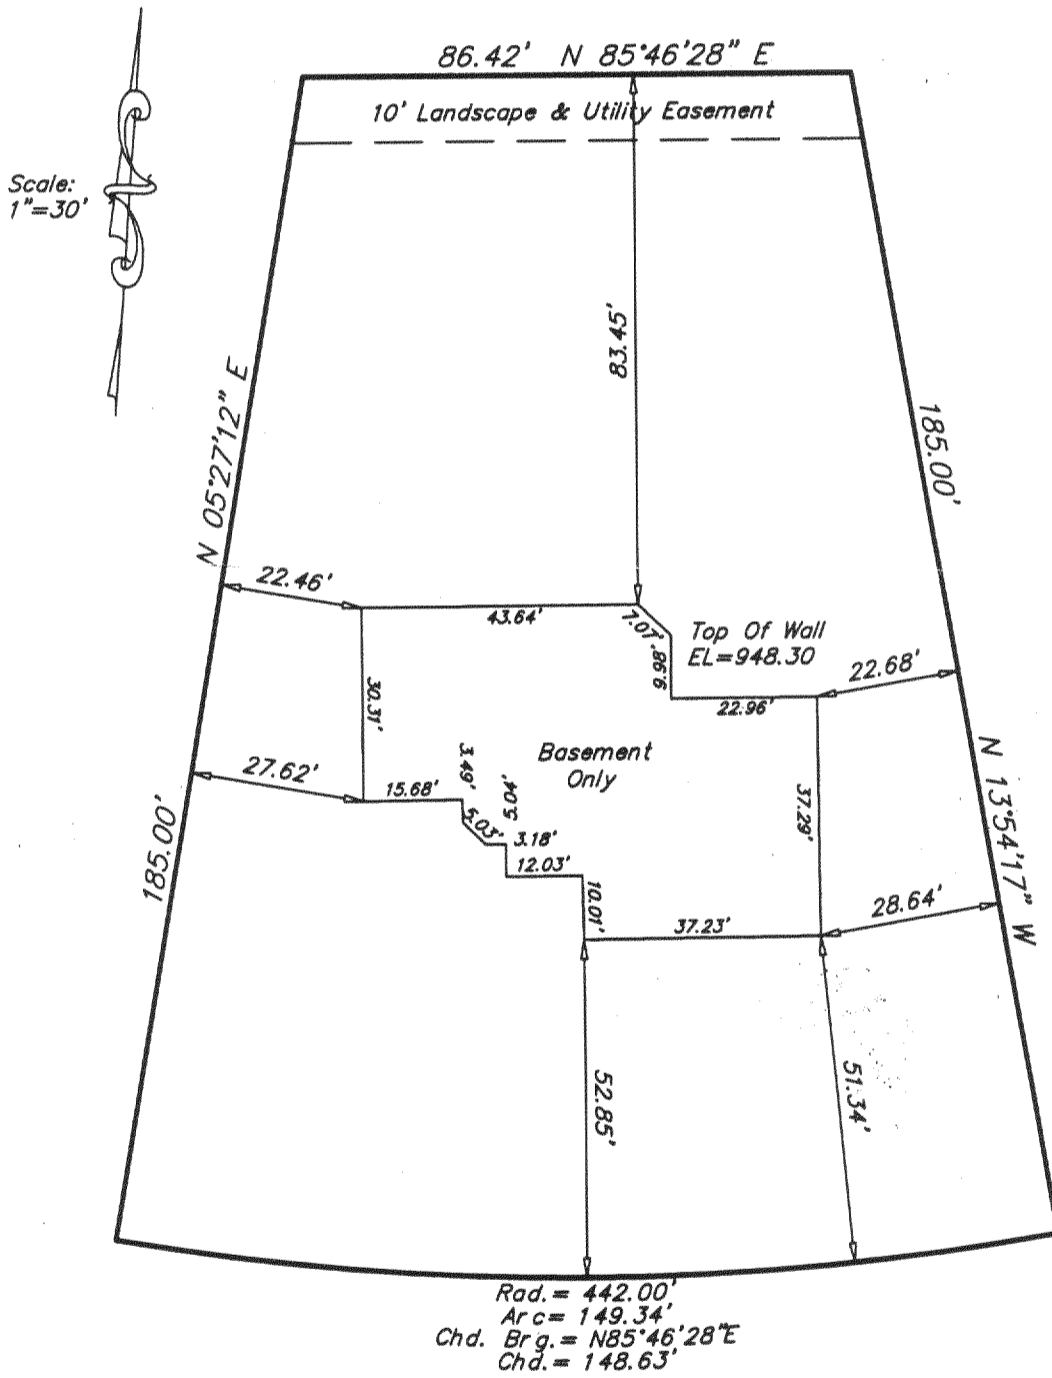 86.42' N 85°46'28" E
10' Landscape & Utility Easement
Scale:
1"=30'
83.45'
N 05°27'12" E
185.00'
22.46'
43.64'
7.07'
9.98'
Top Of Wall
EL=948.30
22.68'
22.96'
30.31'
Basement
Only
27.62'
15.68'
3.49'
5.03'
5.04'
3.18'
12.03'
10.01'
37.29'
37.23'
28.64'
N 13°54'17" W
185.00'
52.85'
51.34'
Rad.= 442.00'
Arc= 149.34'
Chd. Brg.= N85°46'28"E
Chd.= 148.63'